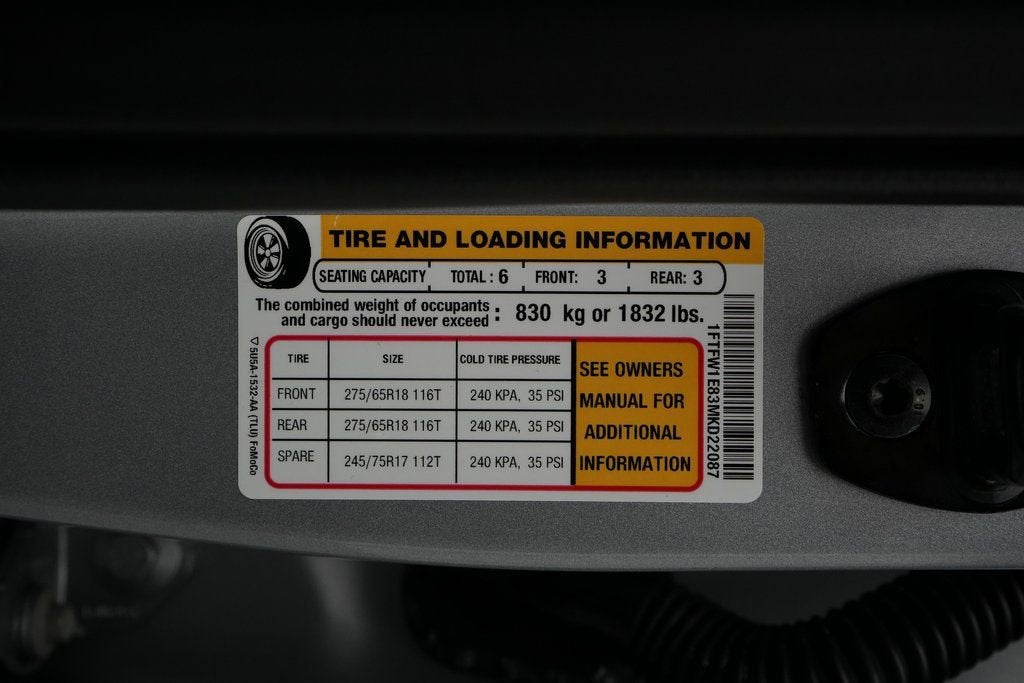 TIRE AND LOADING INFORMATION
SEATING CAPACITY TOTAL : 6 FRONT: 3 REAR: 3
The combined weight of occupants
and cargo should never exceed : 830 kg or 1832 lbs.
TIRE SIZE COLD TIRE PRESSURE
FRONT 275/65R18 116T 240 KPA, 35 PSI
REAR 275/65R18 116T 240 KPA, 35 PSI
SPARE 245/75R17 112T 240 KPA, 35 PSI
SEE OWNERS
MANUAL FOR
ADDITIONAL
INFORMATION
5U5A-1532-AA (TLU) FoMoCo
1FTFW1E83MKD22087